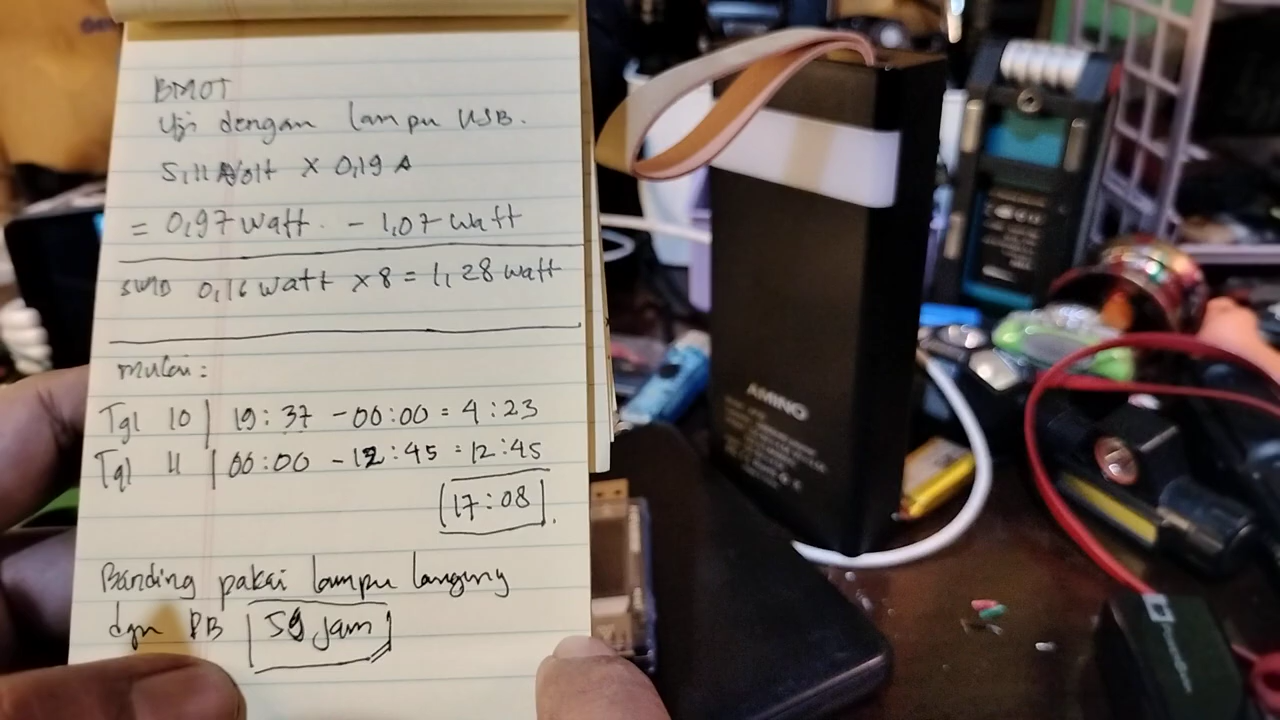 BMOT
Uji dengan lampu USB.
5,11 Volt x 0,19 A
= 0,97 watt. - 1,07 watt
SMD 0,16 watt x 8 = 1,28 watt
mulai :
Tgl 10 | 19:37 - 00:00 = 4:23
Tgl 11 | 00:00 - 12:45 = 12:45
17:08.
Banding pakai lampu langsung
dgn PB 59 jam
AMINO